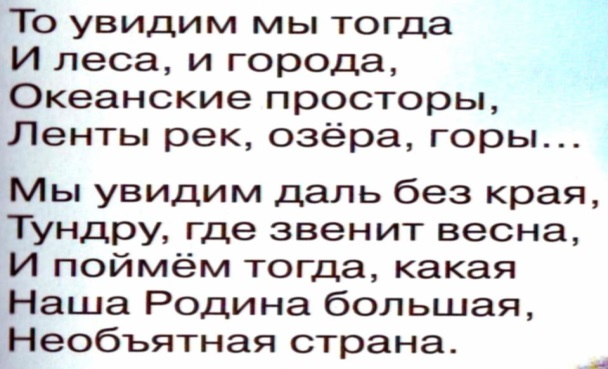 То увидим мы тогда
И леса, и города,
Океанские просторы,
Ленты рек, озёра, горы...
Мы увидим даль без края,
Тундру, где звенит весна,
И поймём тогда, какая
Наша Родина большая,
Необъятная страна.